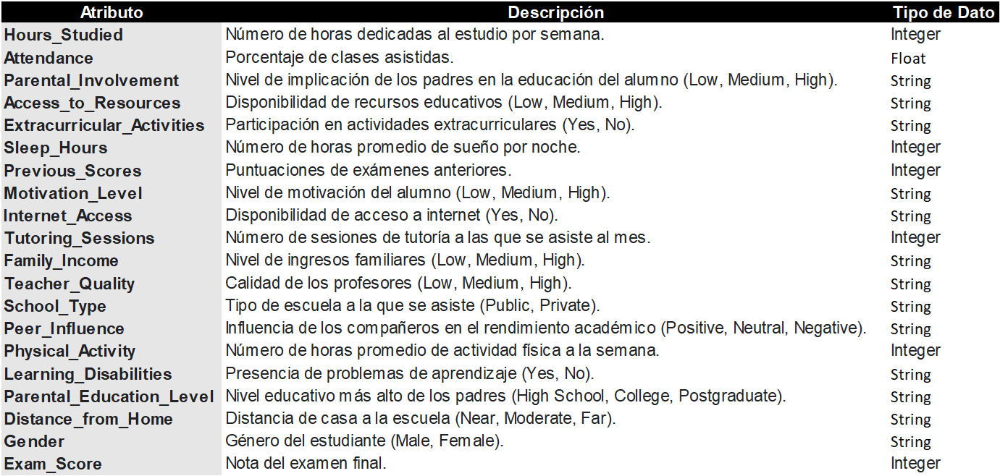 Atributo Descripción Tipo de Dato
Hours_Studied Número de horas dedicadas al estudio por semana. Integer
Attendance Porcentaje de clases asistidas. Float
Parental_Involvement Nivel de implicación de los padres en la educación del alumno (Low, Medium, High). String
Access_to_Resources Disponibilidad de recursos educativos (Low, Medium, High). String
Extracurricular_Activities Participación en actividades extracurriculares (Yes, No). String
Sleep_Hours Número de horas promedio de sueño por noche. Integer
Previous_Scores Puntuaciones de exámenes anteriores. Integer
Motivation_Level Nivel de motivación del alumno (Low, Medium, High). String
Internet_Access Disponibilidad de acceso a internet (Yes, No). String
Tutoring_Sessions Número de sesiones de tutoría a las que se asiste al mes. Integer
Family_Income Nivel de ingresos familiares (Low, Medium, High). String
Teacher_Quality Calidad de los profesores (Low, Medium, High). String
School_Type Tipo de escuela a la que se asiste (Public, Private). String
Peer_Influence Influencia de los compañeros en el rendimiento académico (Positive, Neutral, Negative). String
Physical_Activity Número de horas promedio de actividad física a la semana. Integer
Learning_Disabilities Presencia de problemas de aprendizaje (Yes, No). String
Parental_Education_Level Nivel educativo más alto de los padres (High School, College, Postgraduate). String
Distance_from_Home Distancia de casa a la escuela (Near, Moderate, Far). String
Gender Género del estudiante (Male, Female). String
Exam_Score Nota del examen final. Integer